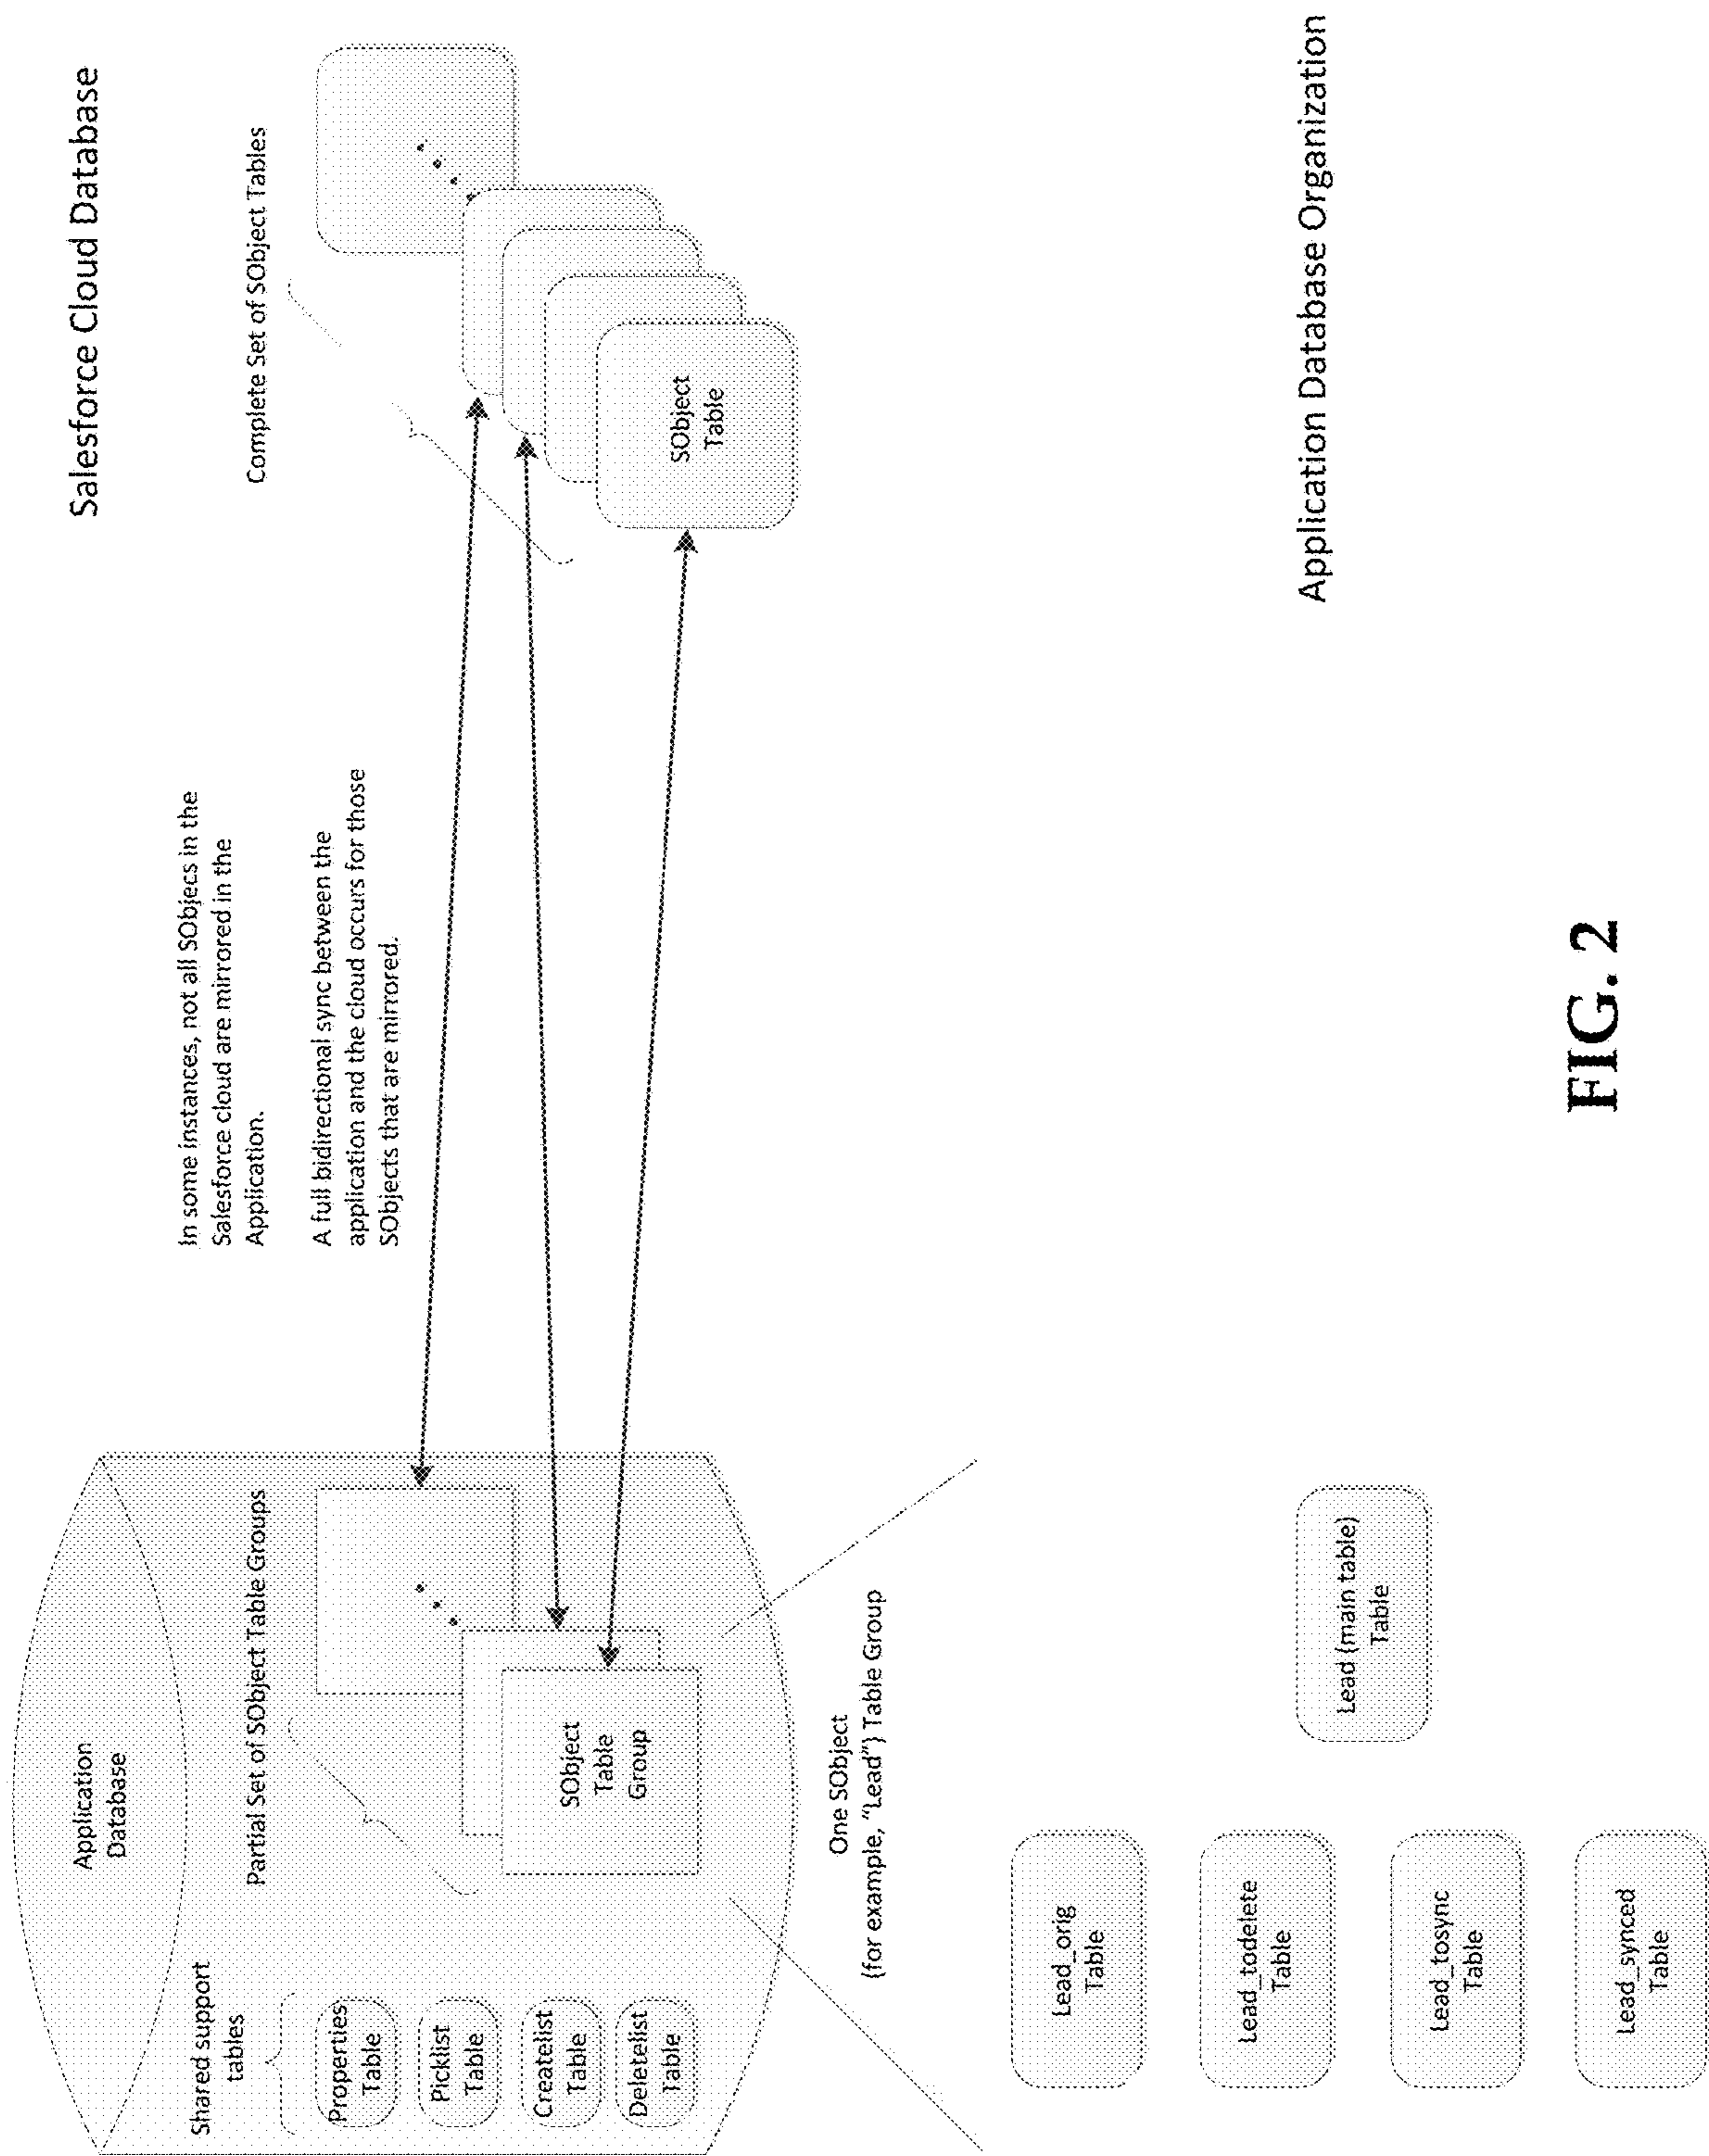 Salesforce Cloud Database
Application
Database
Shared support
tables
Properties
Table
Picklist
Table
Createlist
Table
Deletelist
Table
Partial Set of SObject Table Groups
SObject
Table
Group
In some instances, not all SObjecs in the
Salesforce cloud are mirrored in the
Application.
A full bidirectional sync between the
application and the cloud occurs for those
SObjects that are mirrored.
Complete Set of SObject Tables
SObject
Table
One SObject
(for example, "Lead") Table Group
Lead_orig
Table
Lead_todelete
Table
Lead_tosync
Table
Lead_synced
Table
Lead (main table)
Table
Application Database Organization
FIG. 2